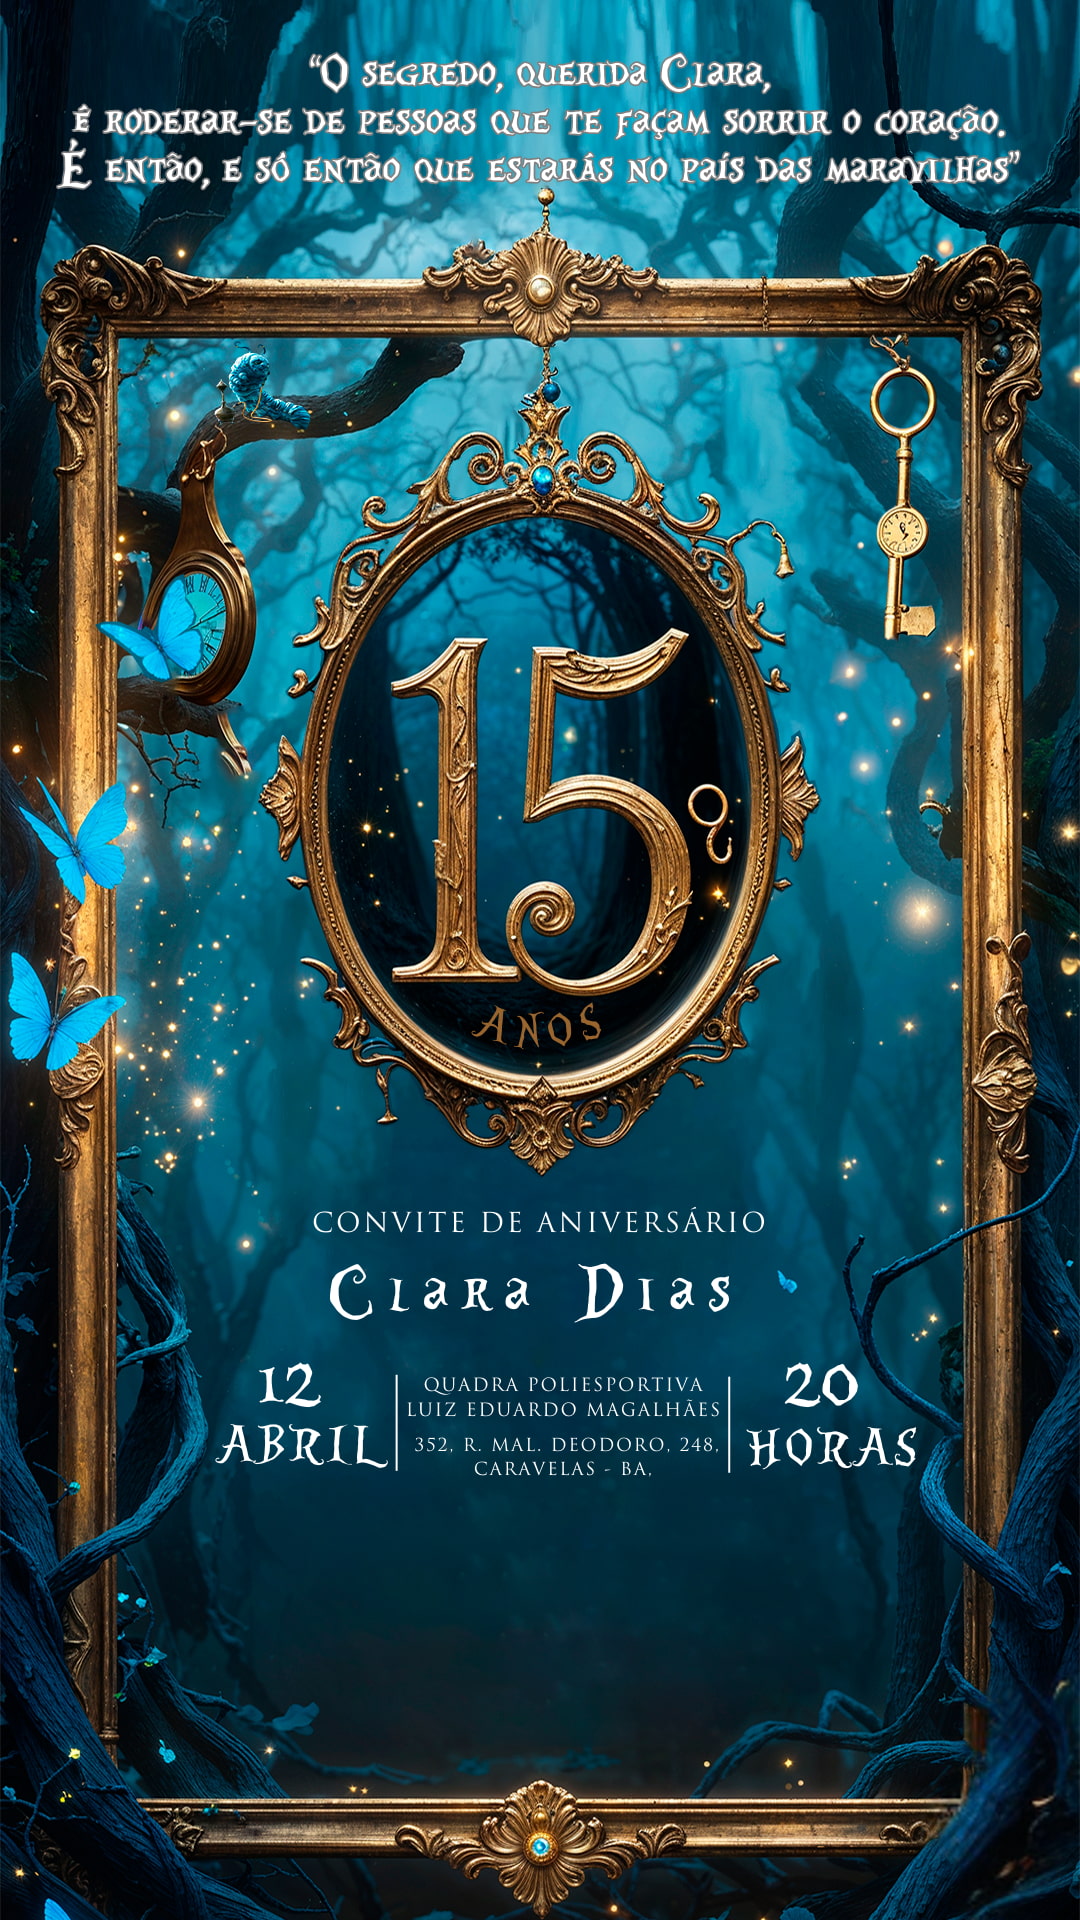 “O segredo, querida Clara,
é roderar-se de pessoas que te façam sorrir o coração.
É então, e só então que estarás no país das maravilhas”
15º
ANOS
CONVITE DE ANIVERSÁRIO
Clara Dias
12
ABRIL
QUADRA POLIESPORTIVA
LUIZ EDUARDO MAGALHÃES
352, R. MAL. DEODORO, 248,
CARAVELAS - BA,
20
HORAS